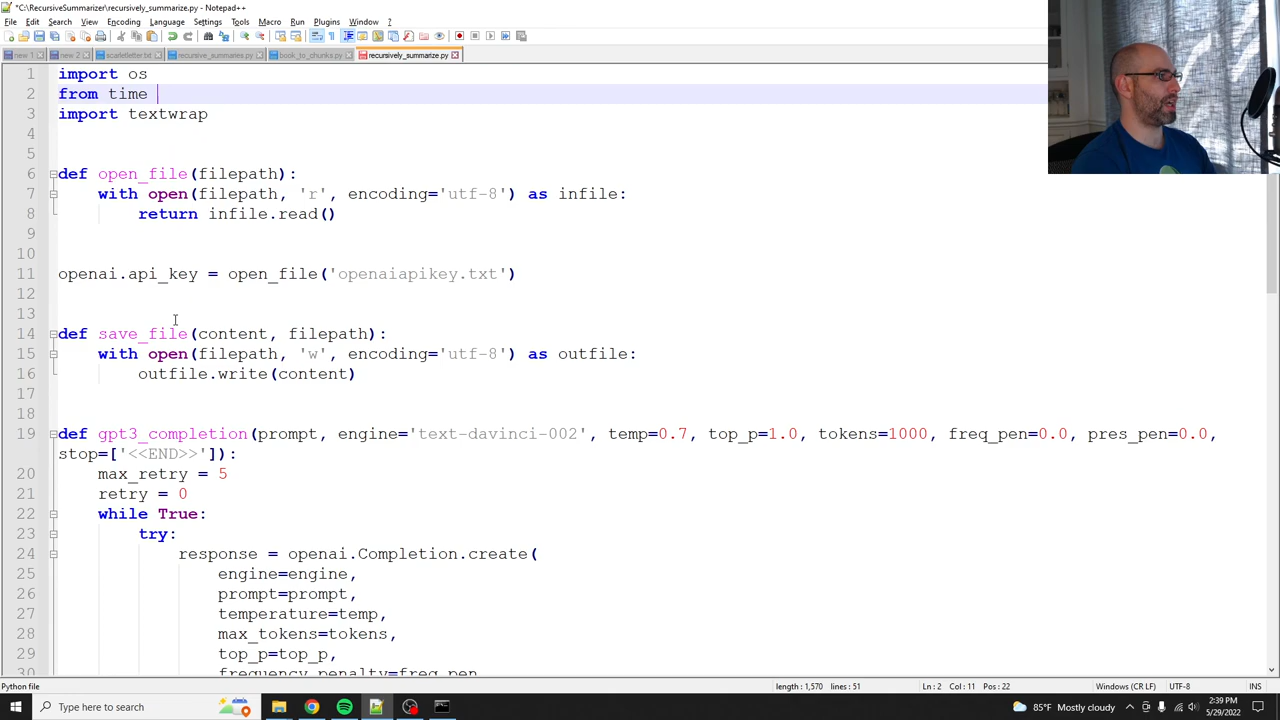 *C:\RecursiveSummarizer\recursively_summarize.py - Notepad++
File Edit Search View Encoding Language Settings Tools Macro Run Plugins Window ?
new 1 new 2 scarletletter.txt recursive_summaries.py book_to_chunks.py recursively_summarize.py
1 import os
2 from time
3 import textwrap
4
5
6 def open_file(filepath):
7 with open(filepath, 'r', encoding='utf-8') as infile:
8 return infile.read()
9
10
11 openai.api_key = open_file('openaiapikey.txt')
12
13
14 def save_file(content, filepath):
15 with open(filepath, 'w', encoding='utf-8') as outfile:
16 outfile.write(content)
17
18
19 def gpt3_completion(prompt, engine='text-davinci-002', temp=0.7, top_p=1.0, tokens=1000, freq_pen=0.0, pres_pen=0.0,
stop=['<<END>>']):
20 max_retry = 5
21 retry = 0
22 while True:
23 try:
24 response = openai.Completion.create(
25 engine=engine,
26 prompt=prompt,
27 temperature=temp,
28 max_tokens=tokens,
29 top_p=top_p,
30 frequency_penalty=freq_pen
Python file length : 1,570 lines : 51 Ln : 2 Col : 11 Pos : 22 Windows (CR LF) UTF-8 INS
Type here to search 85°F Mostly cloudy 2:39 PM
5/29/2022